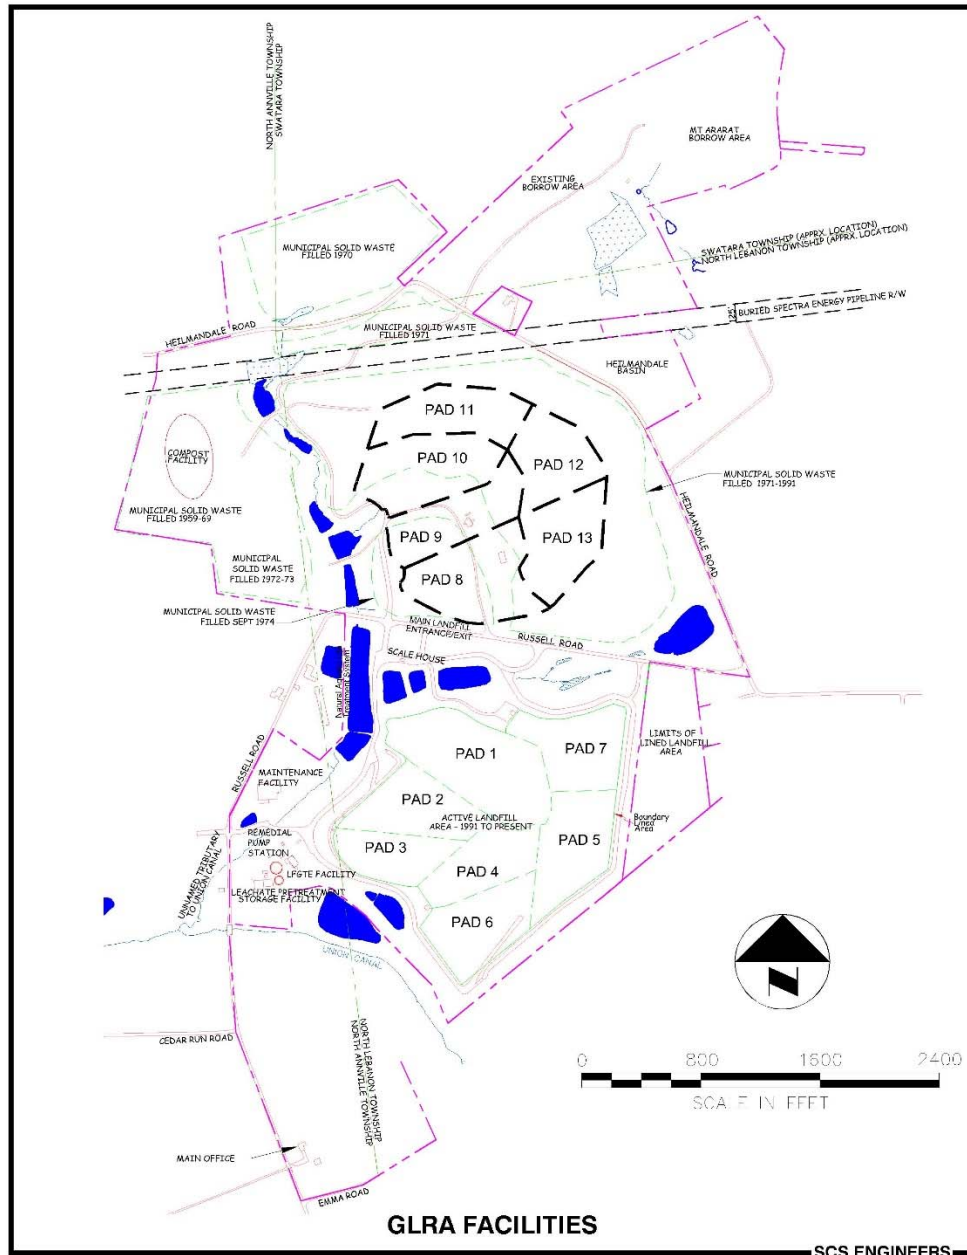 NORTH ANNVILLE TOWNSHIP
SWATARA TOWNSHIP
MT ARARAT
BORROW AREA
EXISTING
BORROW AREA
MUNICIPAL SOLID WASTE
FILLED 1970
SWATARA TOWNSHIP (APPRX. LOCATION)
NORTH LEBANON TOWNSHIP (APPRX. LOCATION)
HEILMANDALE ROAD
MUNICIPAL SOLID WASTE
FILLED 1971
BURIED SPECTRA ENERGY PIPELINE R/W
HEILMANDALE
BASIN
PAD 11
PAD 10
PAD 12
COMPOST
FACILITY
MUNICIPAL SOLID WASTE
FILLED 1971-1991
MUNICIPAL SOLID WASTE
FILLED 1959-69
HEILMANDALE ROAD
PAD 9
PAD 13
MUNICIPAL
SOLID WASTE
FILLED 1972-73
PAD 8
MUNICIPAL SOLID WASTE
FILLED SEPT 1974
MAIN LANDFILL
ENTRANCE/EXIT
RUSSELL ROAD
SCALE HOUSE
Treatment System
LIMITS OF
LINED LANDFILL
AREA
PAD 1
PAD 7
RUSSELL ROAD
MAINTENANCE
FACILITY
PAD 2
ACTIVE LANDFILL
AREA - 1991 TO PRESENT
Boundary
Lined
Area
REMEDIAL
PUMP
STATION
PAD 3
PAD 5
UNNAMED TRIBUTARY
TO UNION CANAL
LFGTE FACILITY
PAD 4
LEACHATE PRETREATMENT
STORAGE FACILITY
PAD 6
UNION CANAL
CEDAR RUN ROAD
NORTH LEBANON TOWNSHIP
NORTH ANNVILLE TOWNSHIP
0 800 1600 2400
SCALE IN FEET
MAIN OFFICE
EMMA ROAD
GLRA FACILITIES
SCS ENGINEERS